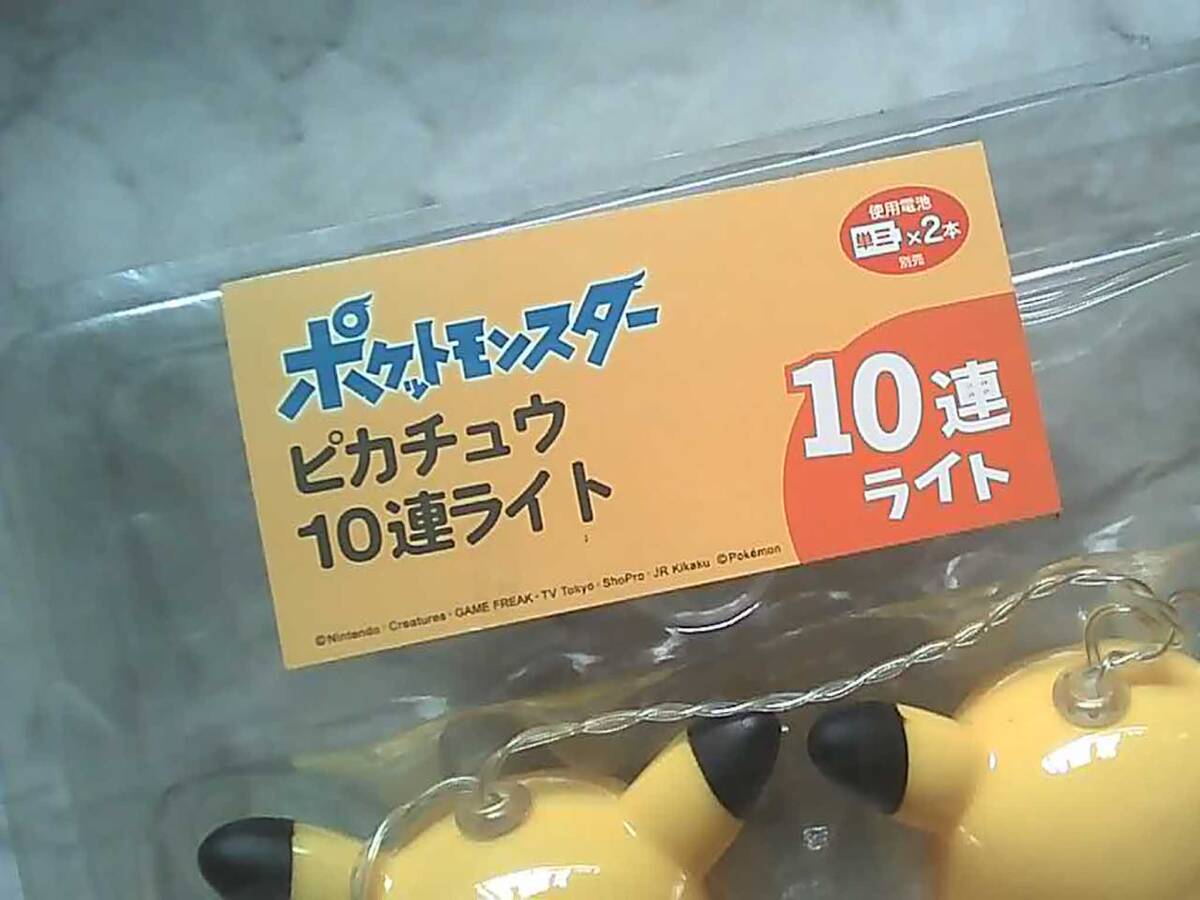 使用電池
単三×2本
別売
ポケットモンスター
ピカチュウ
10連ライト
10連
ライト
©Nintendo・Creatures・GAME FREAK・TV Tokyo・ShoPro・JR Kikaku ©Pokémon